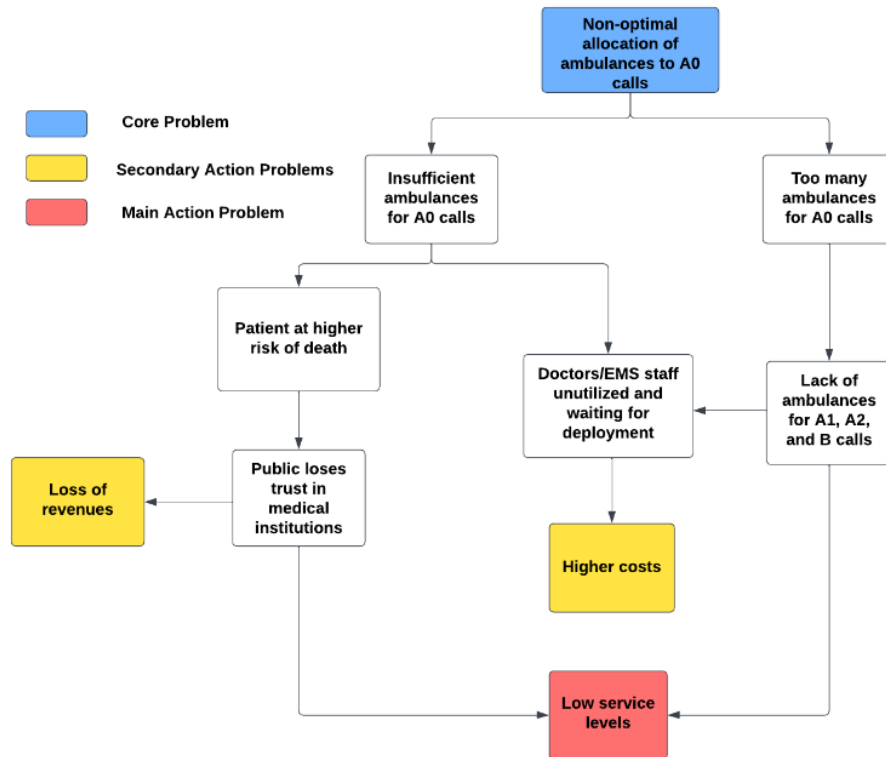 Non-optimal
allocation of
ambulances to A0
calls
Core Problem
Secondary Action Problems
Main Action Problem
Insufficient
ambulances
for A0 calls
Too many
ambulances
for A0 calls
Patient at higher
risk of death
Doctors/EMS staff
unutilized and
waiting for
deployment
Lack of
ambulances
for A1, A2,
and B calls
Loss of
revenues
Public loses
trust in
medical
institutions
Higher costs
Low service
levels